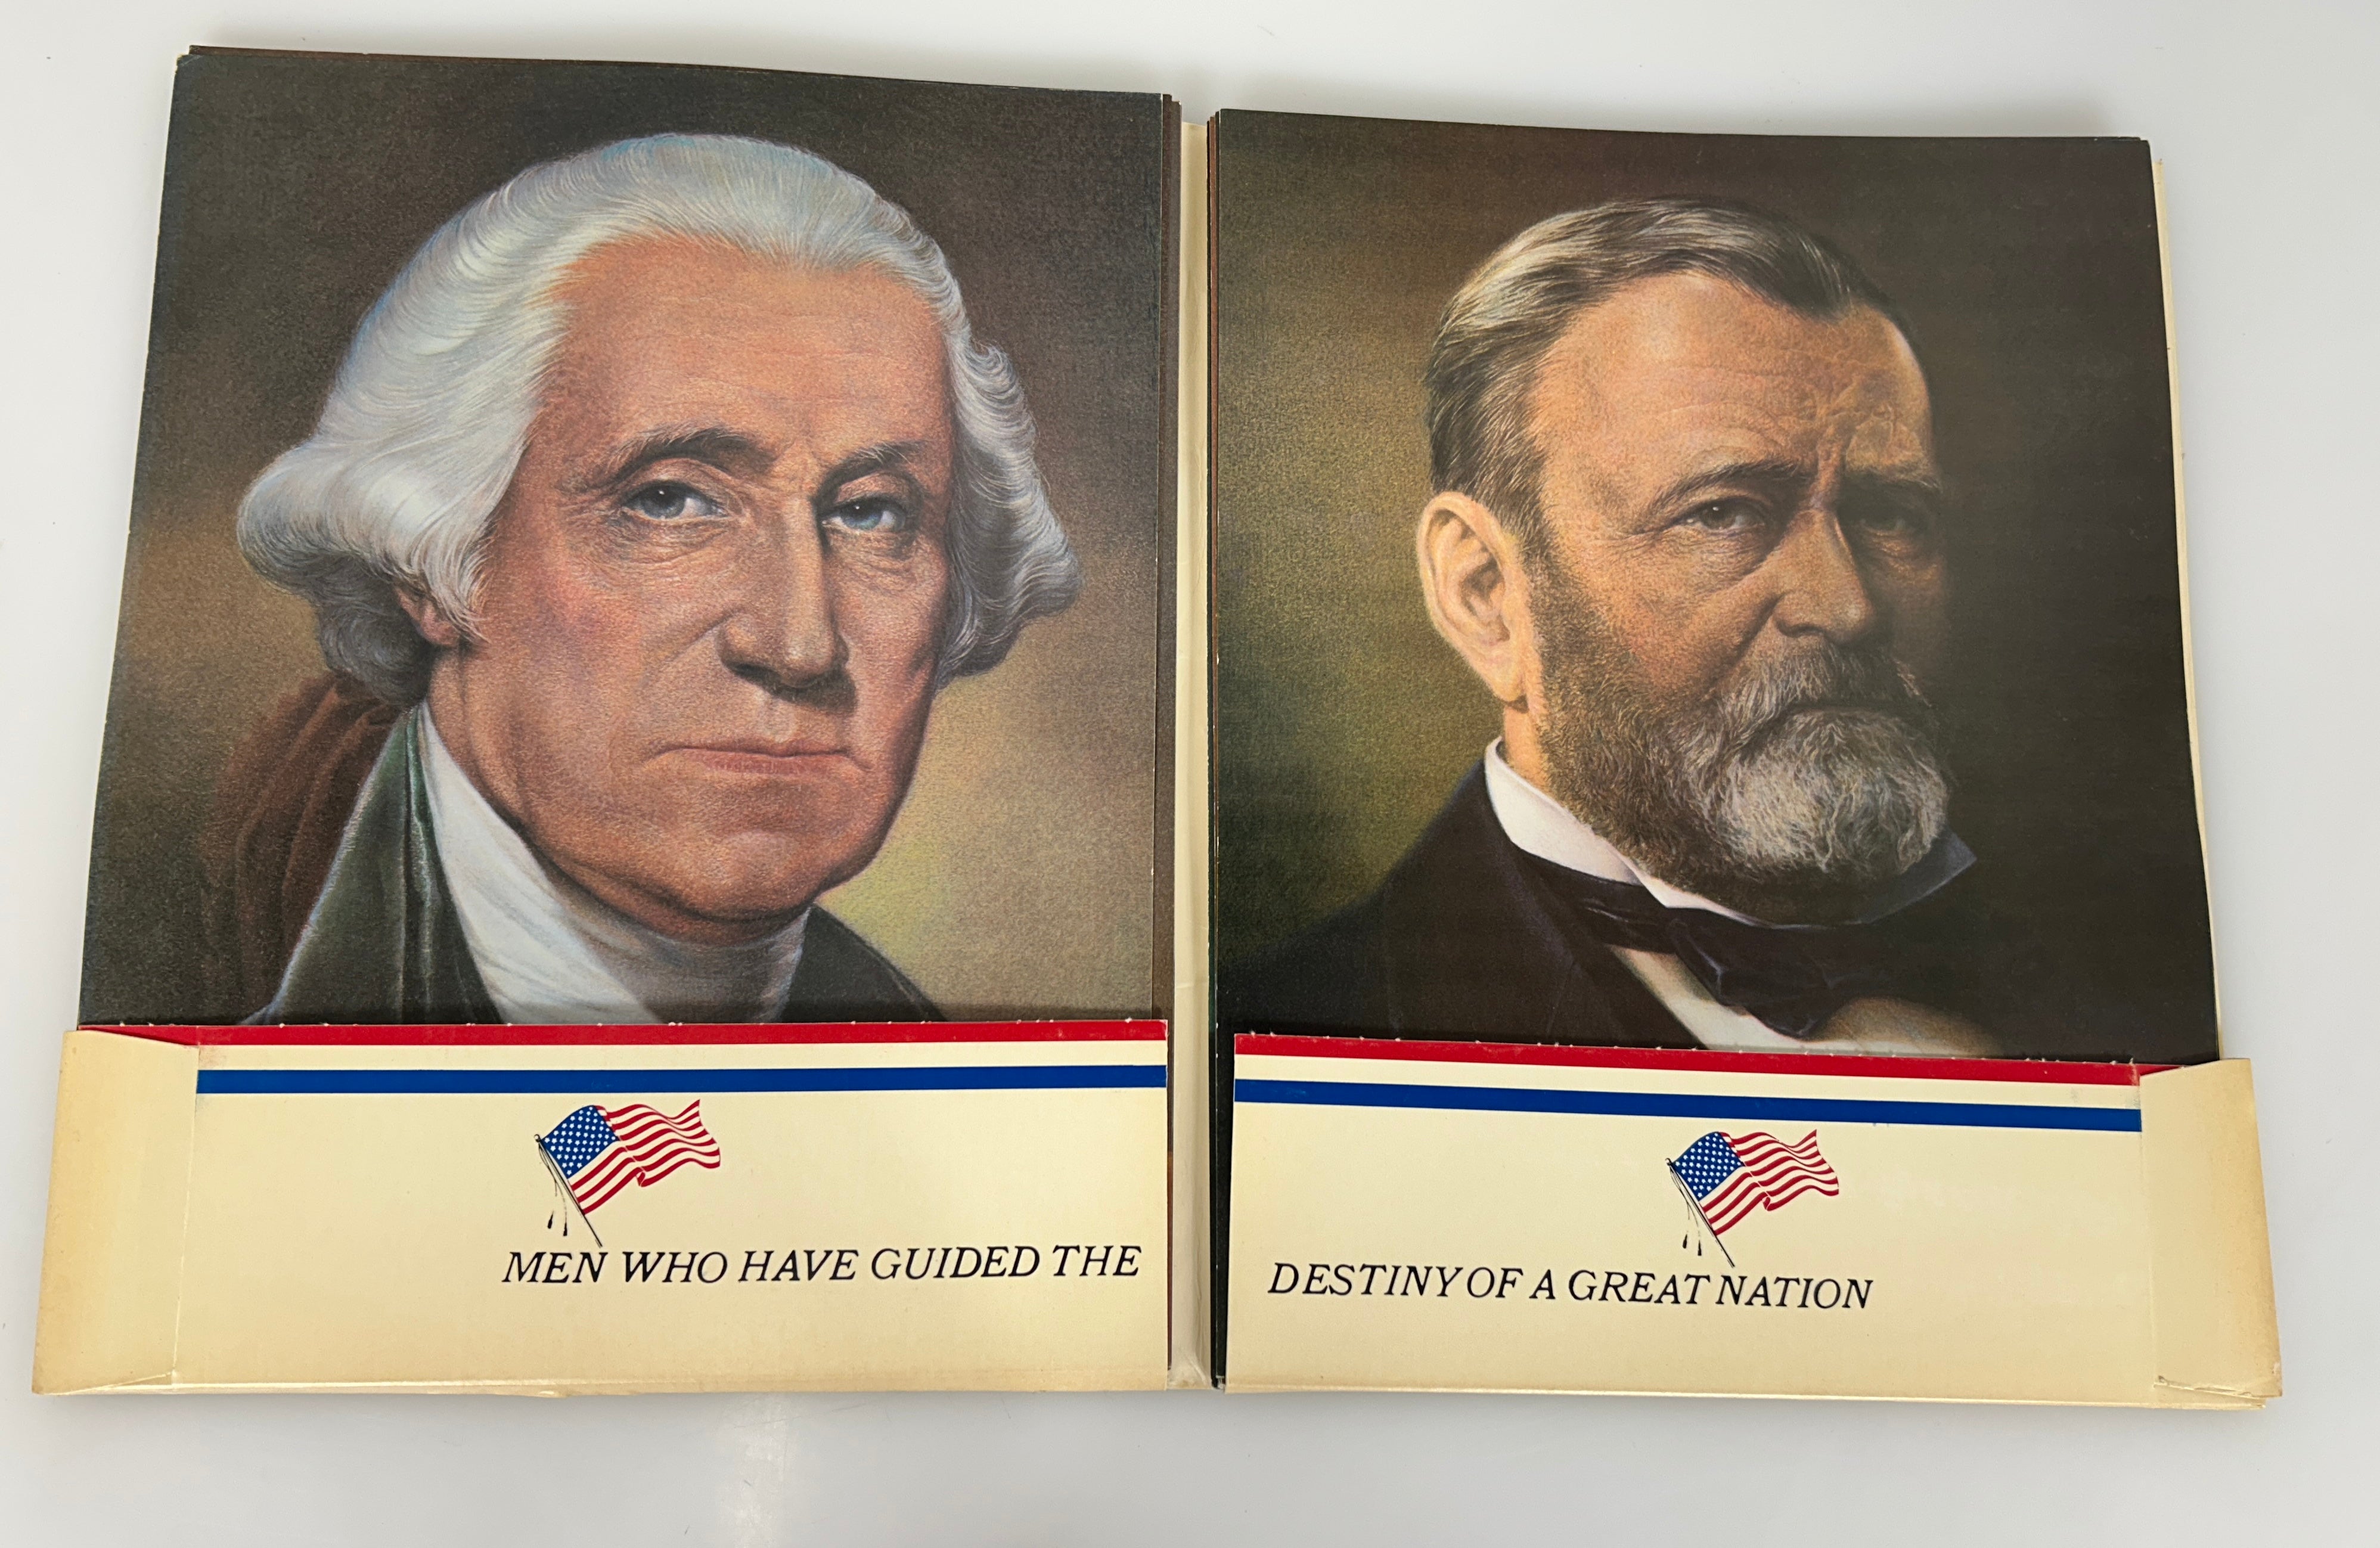 MEN WHO HAVE GUIDED THE
DESTINY OF A GREAT NATION